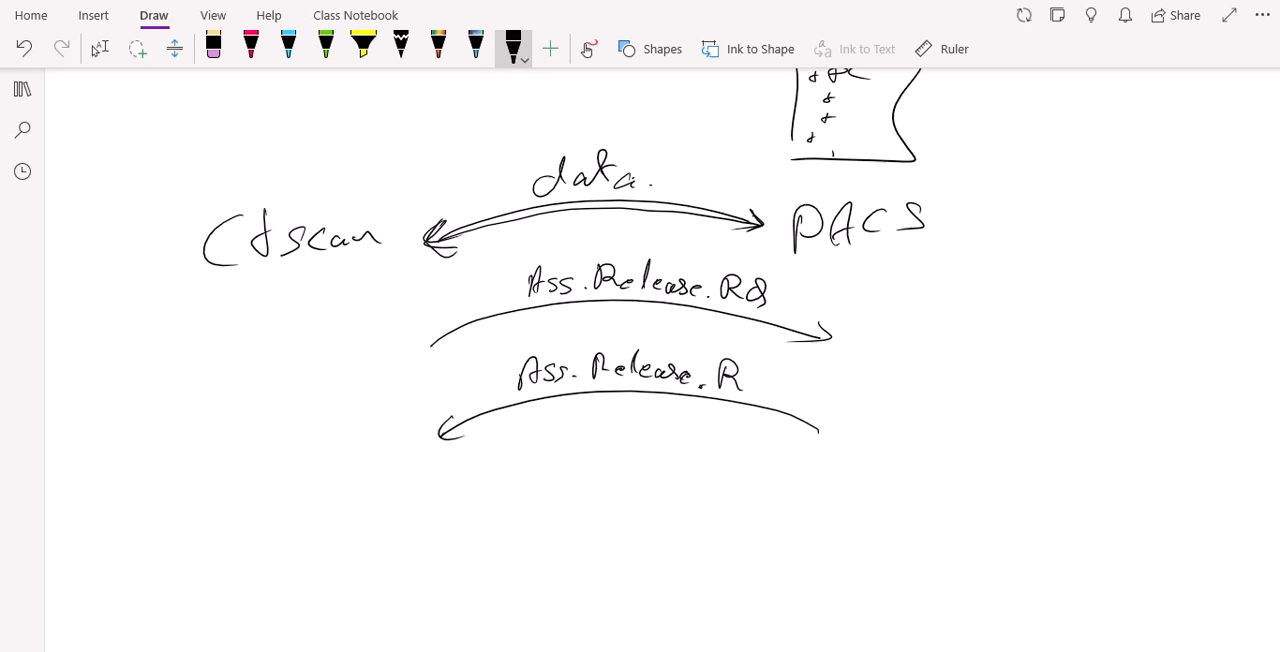 Home Insert Draw View Help Class Notebook Share
Shapes Ink to Shape Ink to Text Ruler
data.
CTscan PACS
Ass.Release.RQ
Ass.Release.R